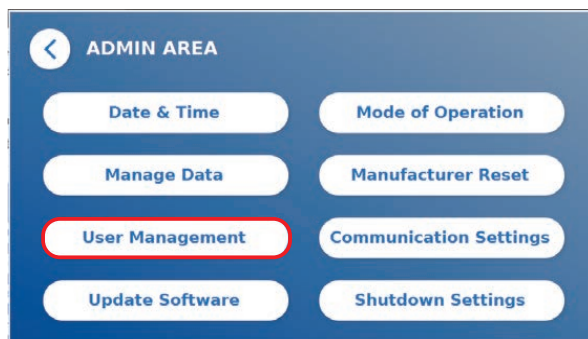 ADMIN AREA
Date & Time
Mode of Operation
Manage Data
Manufacturer Reset
User Management
Communication Settings
Update Software
Shutdown Settings